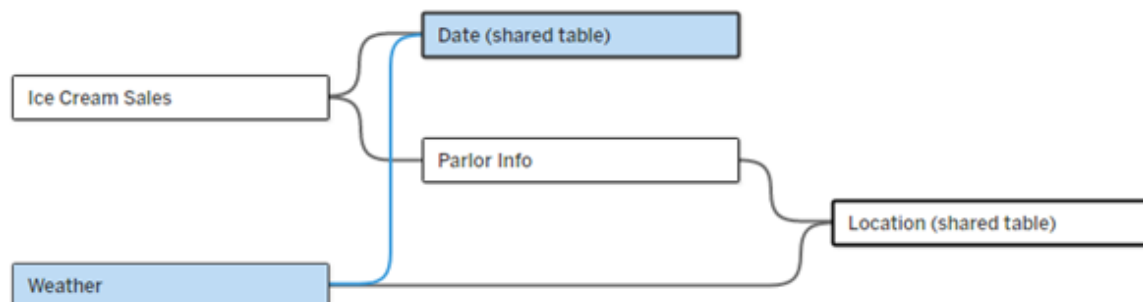 Date (shared table)
Ice Cream Sales
Parlor Info
Location (shared table)
Weather